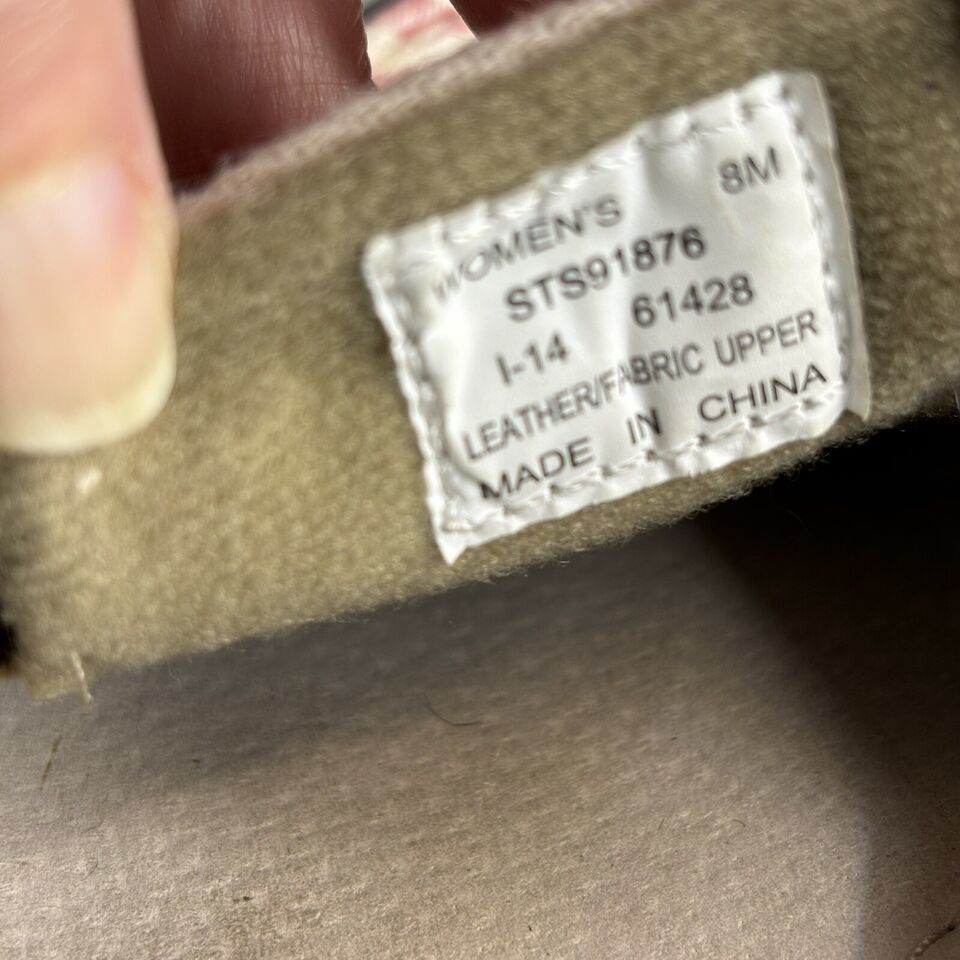 WOMEN'S 8M
STS91876
I-14 61428
LEATHER/FABRIC UPPER
MADE IN CHINA